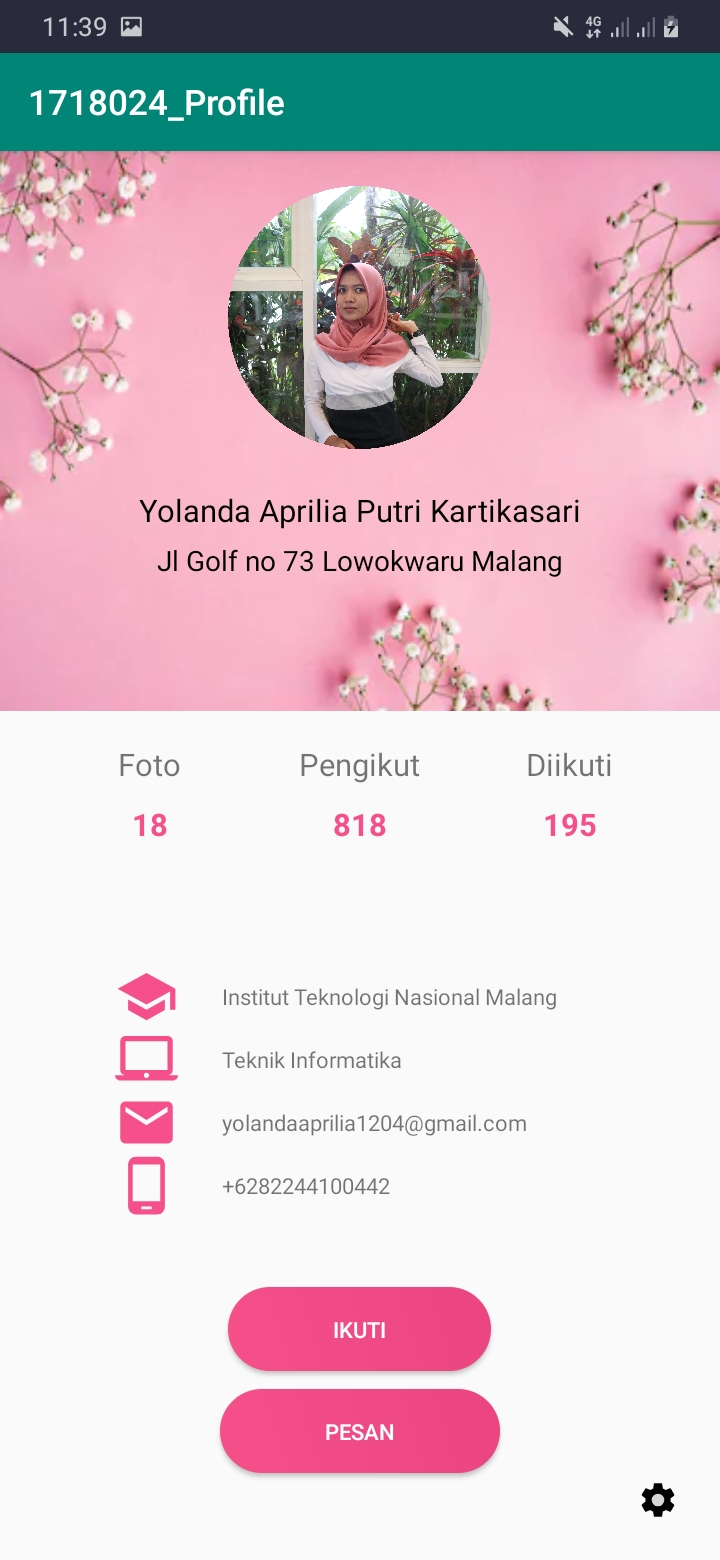 11:39
4G
1718024_Profile
Yolanda Aprilia Putri Kartikasari
Jl Golf no 73 Lowokwaru Malang
Foto Pengikut Diikuti
18 818 195
Institut Teknologi Nasional Malang
Teknik Informatika
yolandaaprilia1204@gmail.com
+6282244100442
IKUTI
PESAN